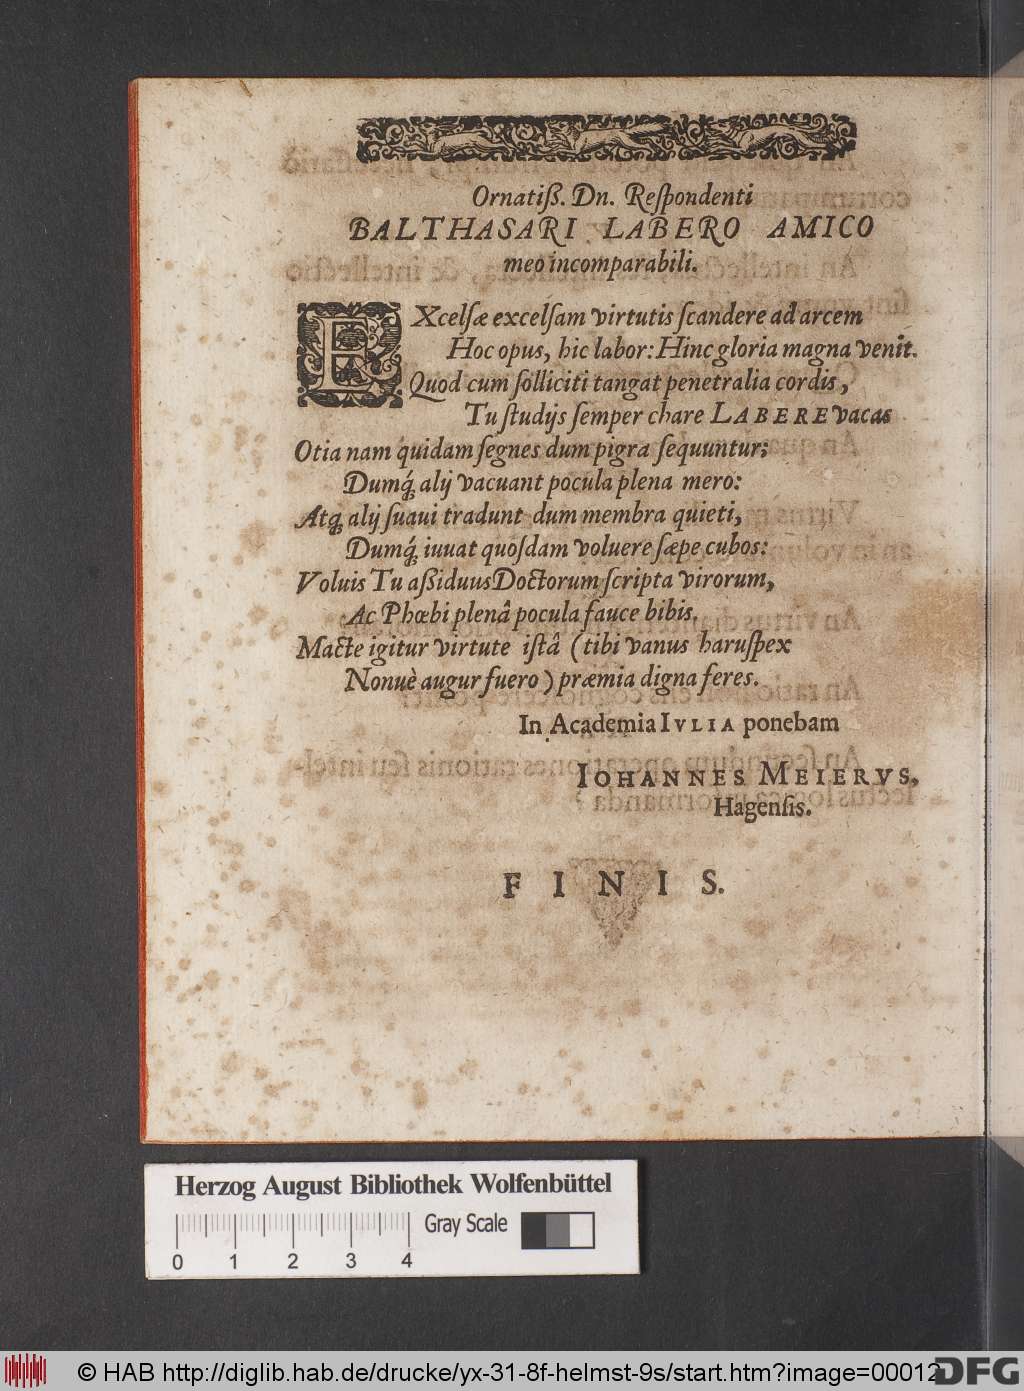 Ornatiß. Dn. Reſpondenti
BALTHASARI LABERO AMICO
meo incomparabili.
EXcelſæ excelſam virtutis ſcandere ad arcem
Hoc opus, hic labor: Hinc gloria magna venit.
Quod cum ſolliciti tangat penetralia cordis,
Tu ſtudijs ſemper chare LABERE vacas
Otia nam quidam ſegnes dum pigra ſequuntur;
Dumq́ alij vacuant pocula plena mero:
Atq alij ſuaui tradunt dum membra quieti,
Dumq́ iuuat quoſdam voluere ſæpe cubos:
Voluis Tu aßiduus Doctorum ſcripta virorum,
Ac Phœbi plenâ pocula fauce bibis.
Macte igitur virtute iſtâ (tibi vanus haruſpex
Nonuè augur fuero) præmia digna feres.
In Academia IVLIA ponebam
IOHANNES MEIERVS,
Hagenſis.
FINIS.
Herzog August Bibliothek Wolfenbüttel
Gray Scale
0 1 2 3 4
© HAB http://diglib.hab.de/drucke/yx-31-8f-helmst-9s/start.htm?image=00012
DFG